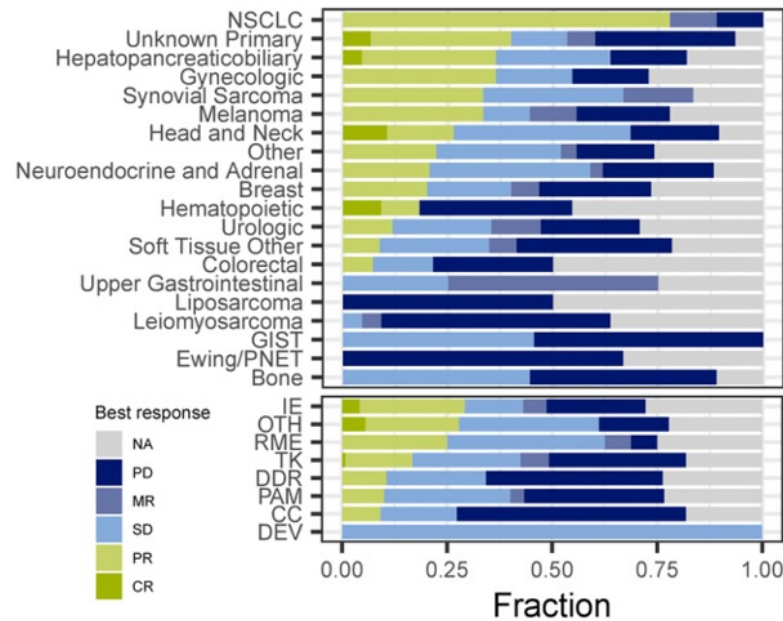 NSCLC
Unknown Primary
Hepatopancreaticobiliary
Gynecologic
Synovial Sarcoma
Melanoma
Head and Neck
Other
Neuroendocrine and Adrenal
Breast
Hematopoietic
Urologic
Soft Tissue Other
Colorectal
Upper Gastrointestinal
Liposarcoma
Leiomyosarcoma
GIST
Ewing/PNET
Bone
IE
OTH
RME
TK
DDR
PAM
CC
DEV
Best response
NA
PD
MR
SD
PR
CR
0.00 0.25 0.50 0.75 1.00
Fraction